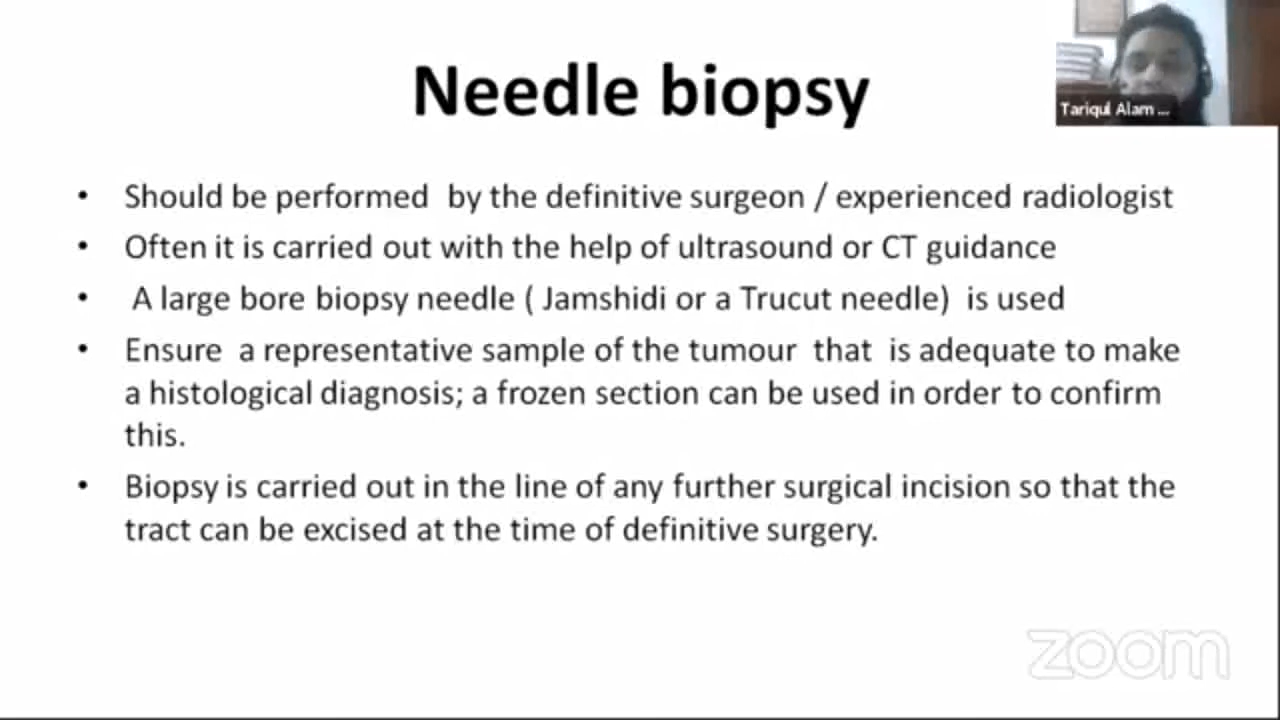 Needle biopsy
Tariqul Alam ...
• Should be performed by the definitive surgeon / experienced radiologist
• Often it is carried out with the help of ultrasound or CT guidance
• A large bore biopsy needle ( Jamshidi or a Trucut needle) is used
• Ensure a representative sample of the tumour that is adequate to make
a histological diagnosis; a frozen section can be used in order to confirm
this.
• Biopsy is carried out in the line of any further surgical incision so that the
tract can be excised at the time of definitive surgery.
zoom